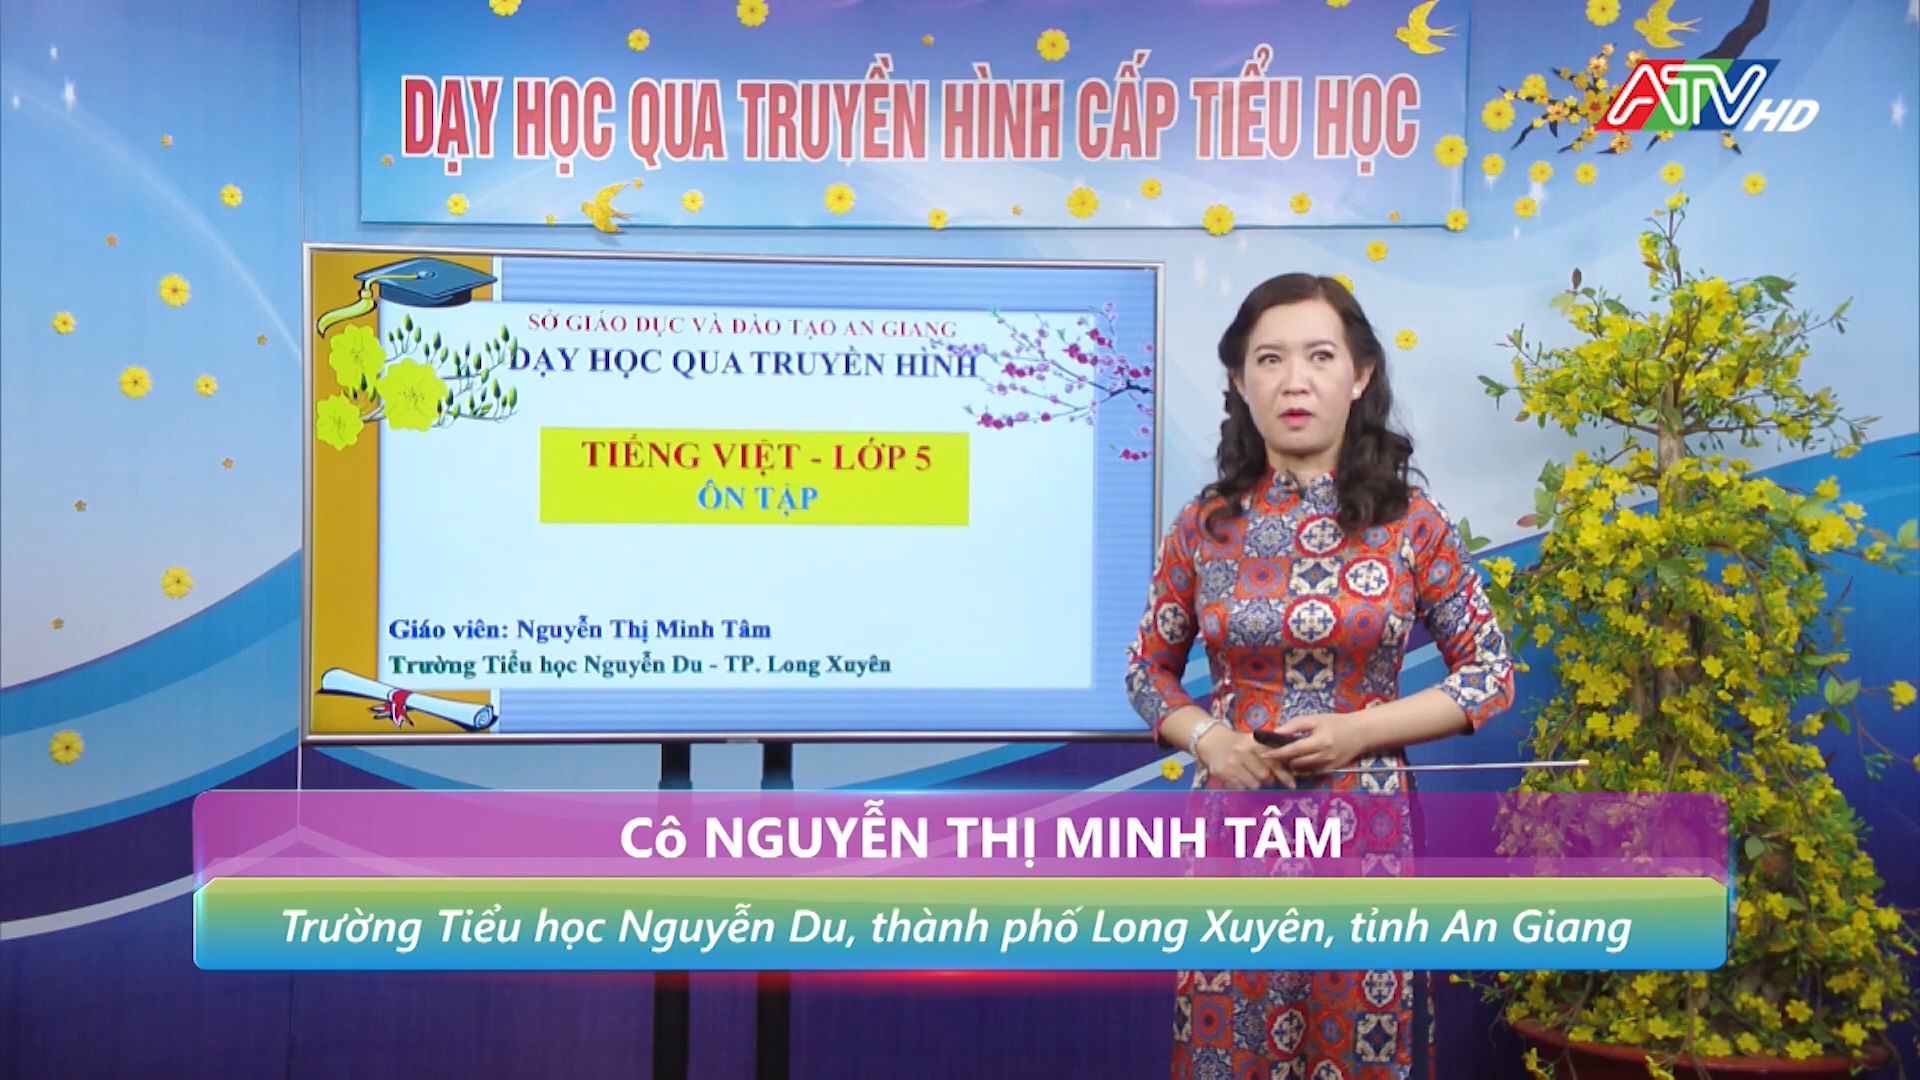 DẠY HỌC QUA TRUYỀN HÌNH CẤP TIỂU HỌC
ATV HD
SỞ GIÁO DỤC VÀ ĐÀO TẠO AN GIANG
DẠY HỌC QUA TRUYỀN HÌNH
TIẾNG VIỆT - LỚP 5
ÔN TẬP
Giáo viên: Nguyễn Thị Minh Tâm
Trường Tiểu học Nguyễn Du - TP. Long Xuyên
Cô NGUYỄN THỊ MINH TÂM
Trường Tiểu học Nguyễn Du, thành phố Long Xuyên, tỉnh An Giang